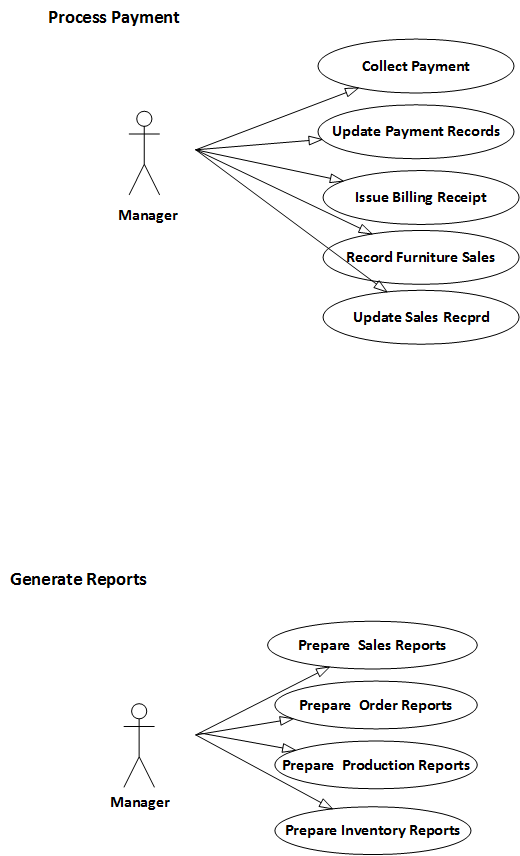 Process Payment
Collect Payment
Update Payment Records
Issue Billing Receipt
Manager
Record Furniture Sales
Update Sales Recprd
Generate Reports
Prepare  Sales Reports
Prepare  Order Reports
Prepare  Production Reports
Manager
Prepare Inventory Reports